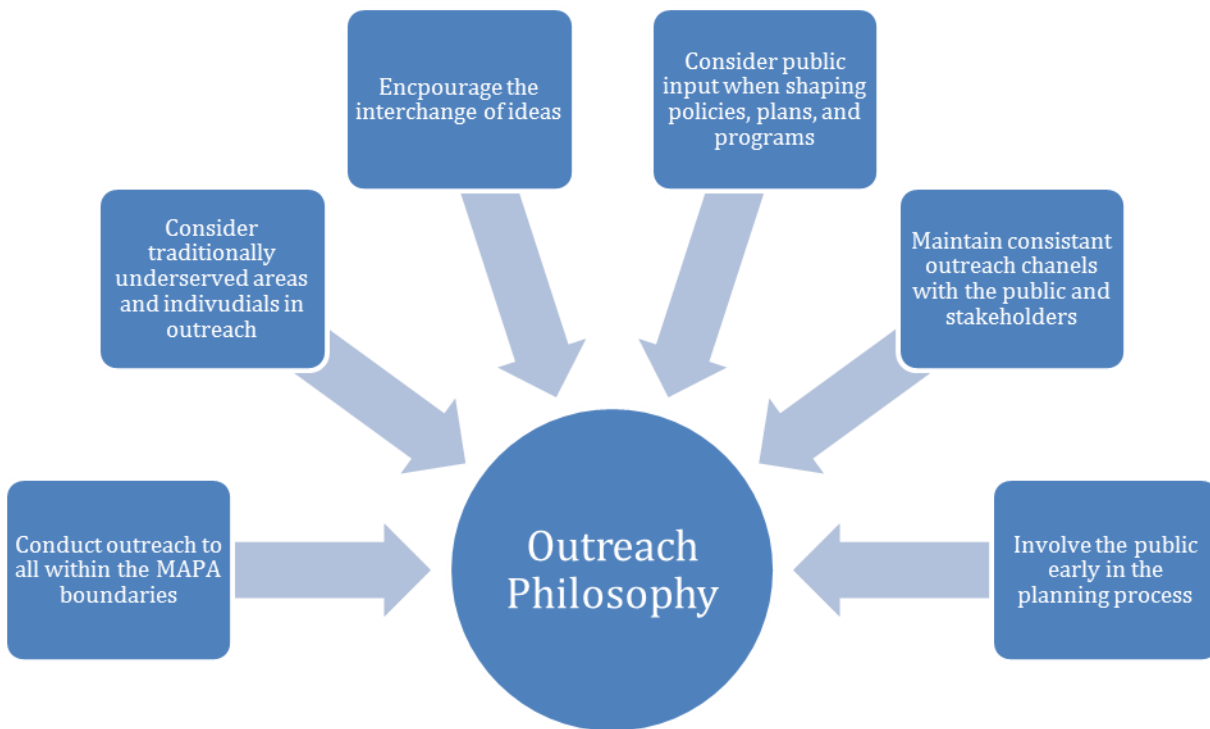 Encpourage the
interchange of ideas
Consider public
input when shaping
policies, plans, and
programs
Consider
traditionally
underserved areas
and indivudials in
outreach
Maintain consistant
outreach chanels
with the public and
stakeholders
Conduct outreach to
all within the MAPA
boundaries
Outreach
Philosophy
Involve the public
early in the
planning process